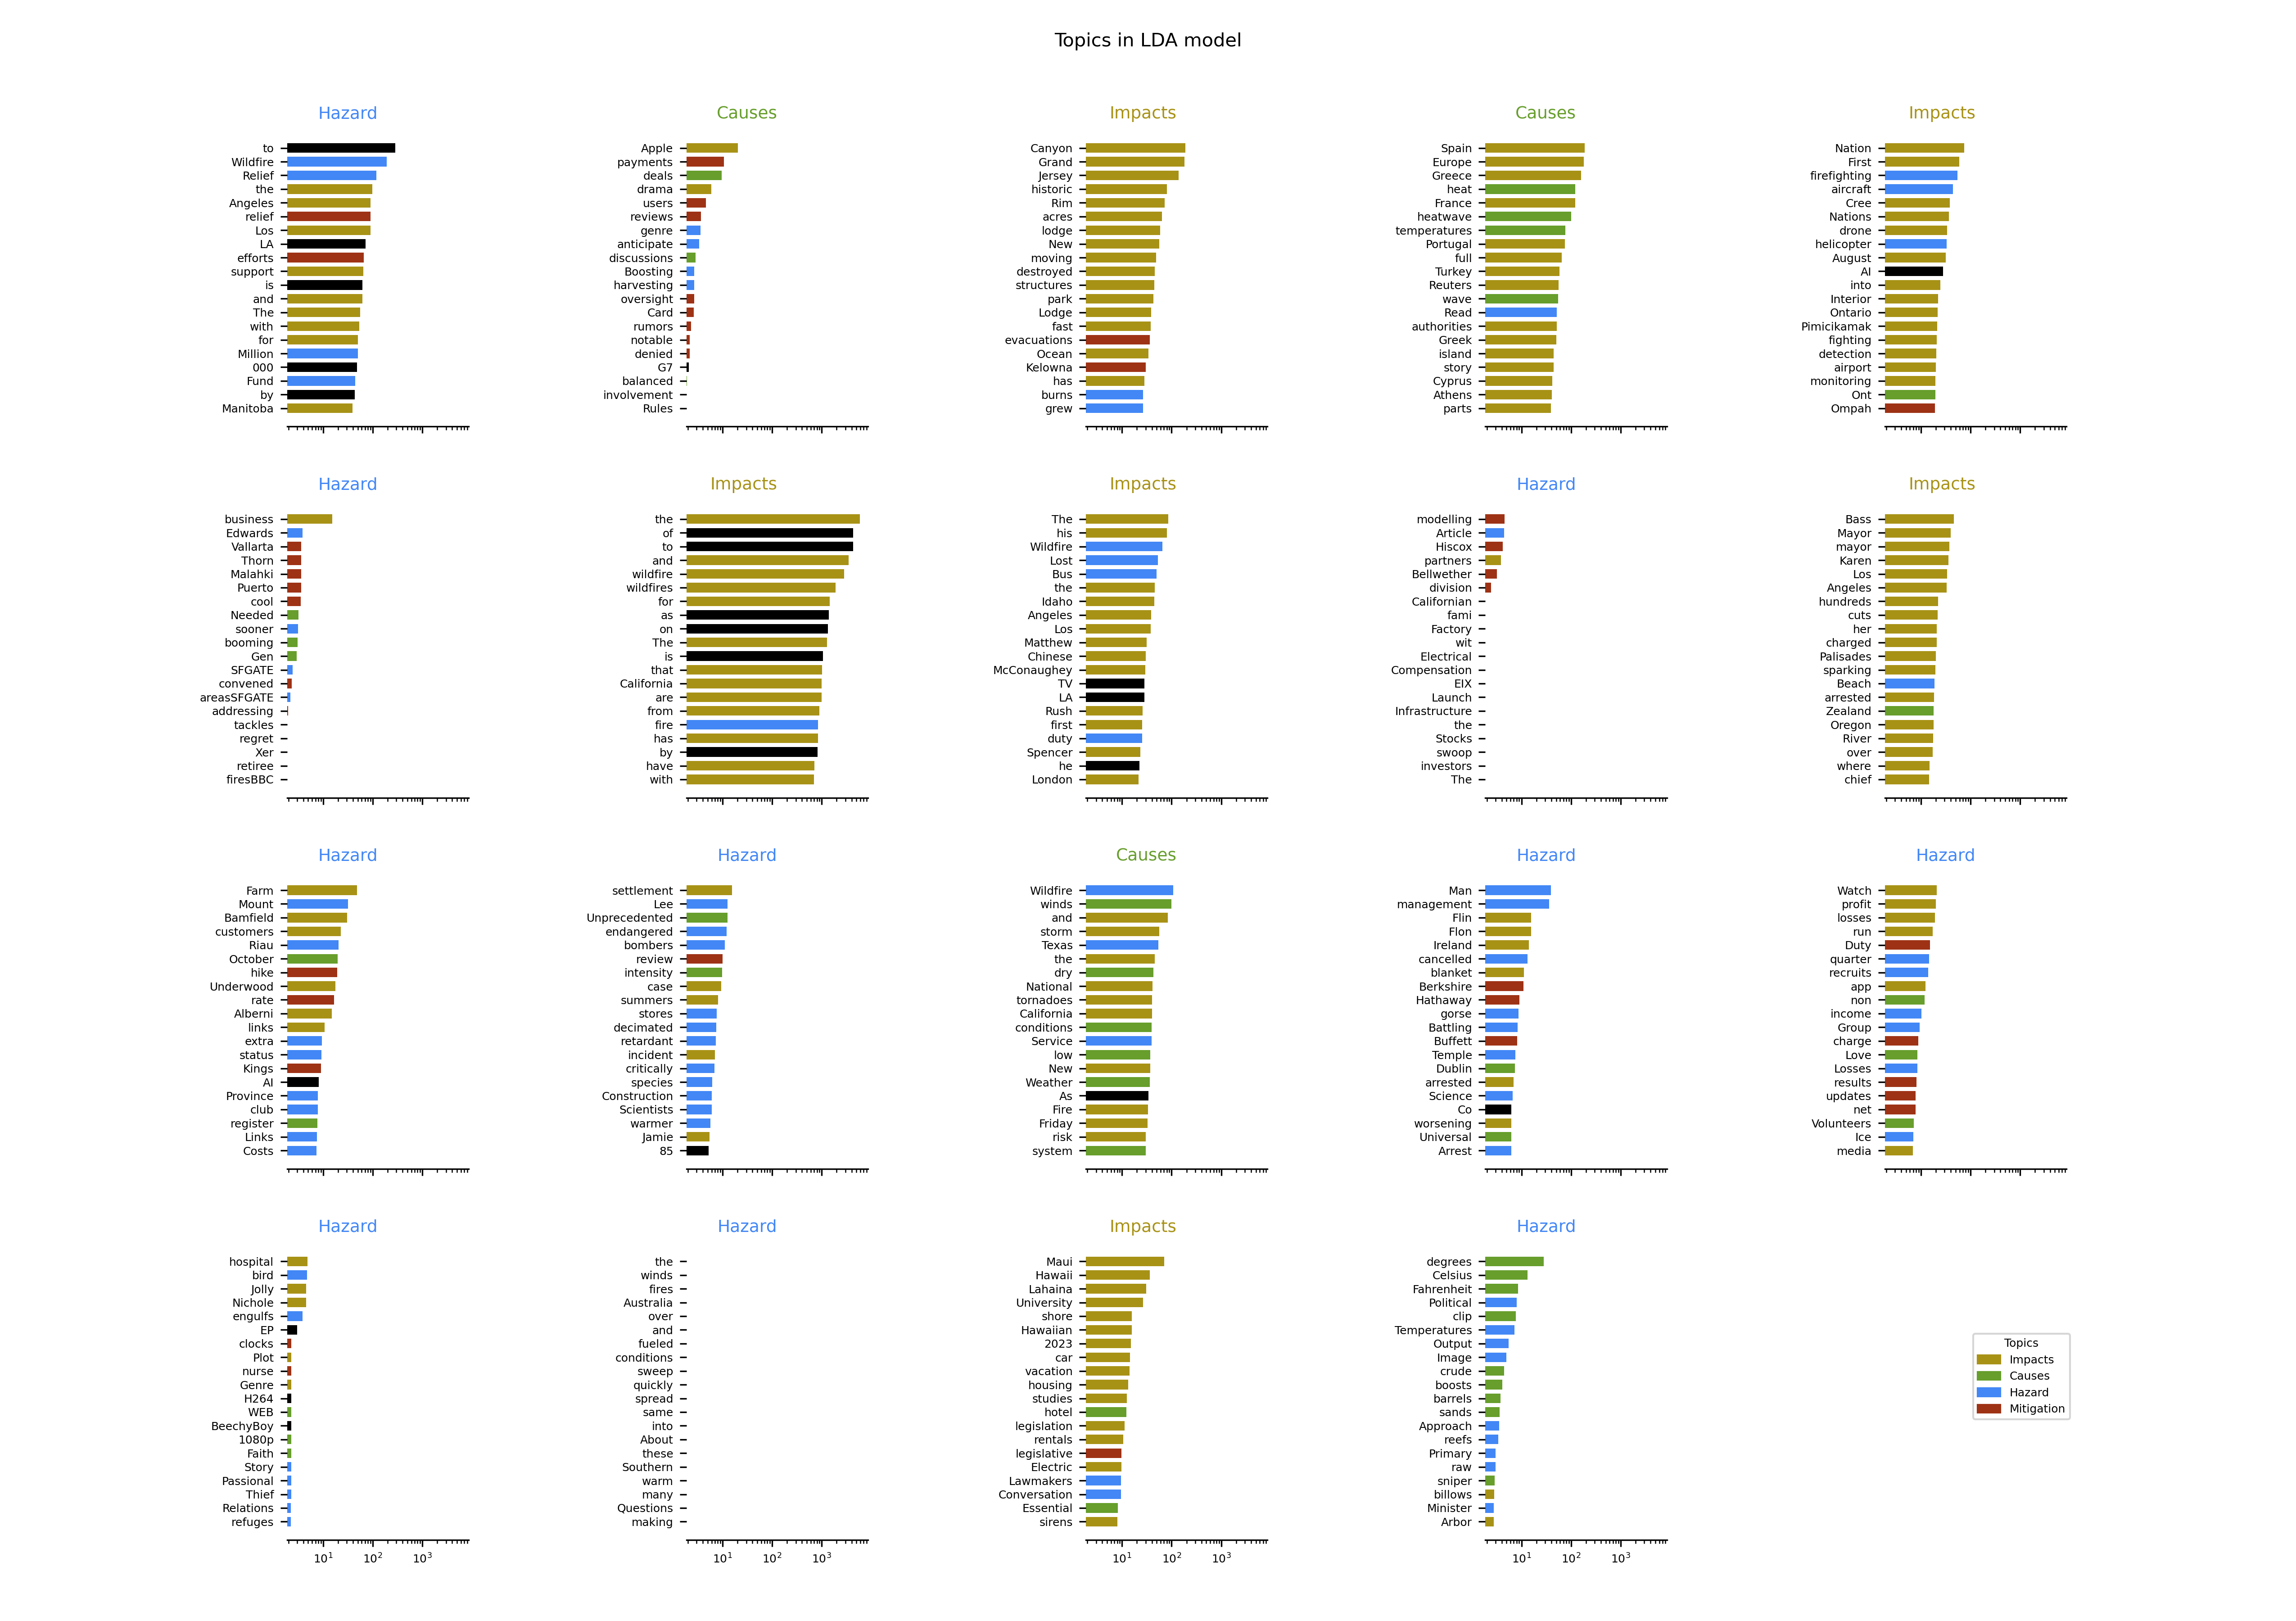 Topics in LDA model
Hazard
to
Wildfire
Relief
the
Angeles
relief
Los
LA
efforts
support
is
and
The
with
for
Million
000
Fund
by
Manitoba
Causes
Apple
payments
deals
drama
users
reviews
genre
anticipate
discussions
Boosting
harvesting
oversight
Card
rumors
notable
denied
G7
balanced
involvement
Rules
Impacts
Canyon
Grand
Jersey
historic
Rim
acres
lodge
New
moving
destroyed
structures
park
Lodge
fast
evacuations
Ocean
Kelowna
has
burns
grew
Causes
Spain
Europe
Greece
heat
France
heatwave
temperatures
Portugal
full
Turkey
Reuters
wave
Read
authorities
Greek
island
story
Cyprus
Athens
parts
Impacts
Nation
First
firefighting
aircraft
Cree
Nations
drone
helicopter
August
AI
into
Interior
Ontario
Pimicikamak
fighting
detection
airport
monitoring
Ont
Ompah
Hazard
business
Edwards
Vallarta
Thorn
Malahki
Puerto
cool
Needed
sooner
booming
Gen
SFGATE
convened
areasSFGATE
addressing
tackles
regret
Xer
retiree
firesBBC
Impacts
the
of
to
and
wildfire
wildfires
for
as
on
The
is
that
California
are
from
fire
has
by
have
with
Impacts
The
his
Wildfire
Lost
Bus
the
Idaho
Angeles
Los
Matthew
Chinese
McConaughey
TV
LA
Rush
first
duty
Spencer
he
London
Hazard
modelling
Article
Hiscox
partners
Bellwether
division
Californian
fami
Factory
wit
Electrical
Compensation
EIX
Launch
Infrastructure
the
Stocks
swoop
investors
The
Impacts
Bass
Mayor
mayor
Karen
Los
Angeles
hundreds
cuts
her
charged
Palisades
sparking
Beach
arrested
Zealand
Oregon
River
over
where
chief
Hazard
Farm
Mount
Bamfield
customers
Riau
October
hike
Underwood
rate
Alberni
links
extra
status
Kings
AI
Province
club
register
Links
Costs
Hazard
settlement
Lee
Unprecedented
endangered
bombers
review
intensity
case
summers
stores
decimated
retardant
incident
critically
species
Construction
Scientists
warmer
Jamie
85
Causes
Wildfire
winds
and
storm
Texas
the
dry
National
tornadoes
California
conditions
Service
low
New
Weather
As
Fire
Friday
risk
system
Hazard
Man
management
Flin
Flon
Ireland
cancelled
blanket
Berkshire
Hathaway
gorse
Battling
Buffett
Temple
Dublin
arrested
Science
Co
worsening
Universal
Arrest
Hazard
Watch
profit
losses
run
Duty
quarter
recruits
app
non
income
Group
charge
Love
Losses
results
updates
net
Volunteers
Ice
media
Hazard
hospital
bird
Jolly
Nichole
engulfs
EP
clocks
Plot
nurse
Genre
H264
WEB
BeechyBoy
1080p
Faith
Story
Passional
Thief
Relations
refuges
10¹ 10² 10³
Hazard
the
winds
fires
Australia
over
and
fueled
conditions
sweep
quickly
spread
same
into
About
these
Southern
warm
many
Questions
making
10¹ 10² 10³
Impacts
Maui
Hawaii
Lahaina
University
shore
Hawaiian
2023
car
vacation
housing
studies
hotel
legislation
rentals
legislative
Electric
Lawmakers
Conversation
Essential
sirens
10¹ 10² 10³
Hazard
degrees
Celsius
Fahrenheit
Political
clip
Temperatures
Output
Image
crude
boosts
barrels
sands
Approach
reefs
Primary
raw
sniper
billows
Minister
Arbor
10¹ 10² 10³
Topics
Impacts
Causes
Hazard
Mitigation